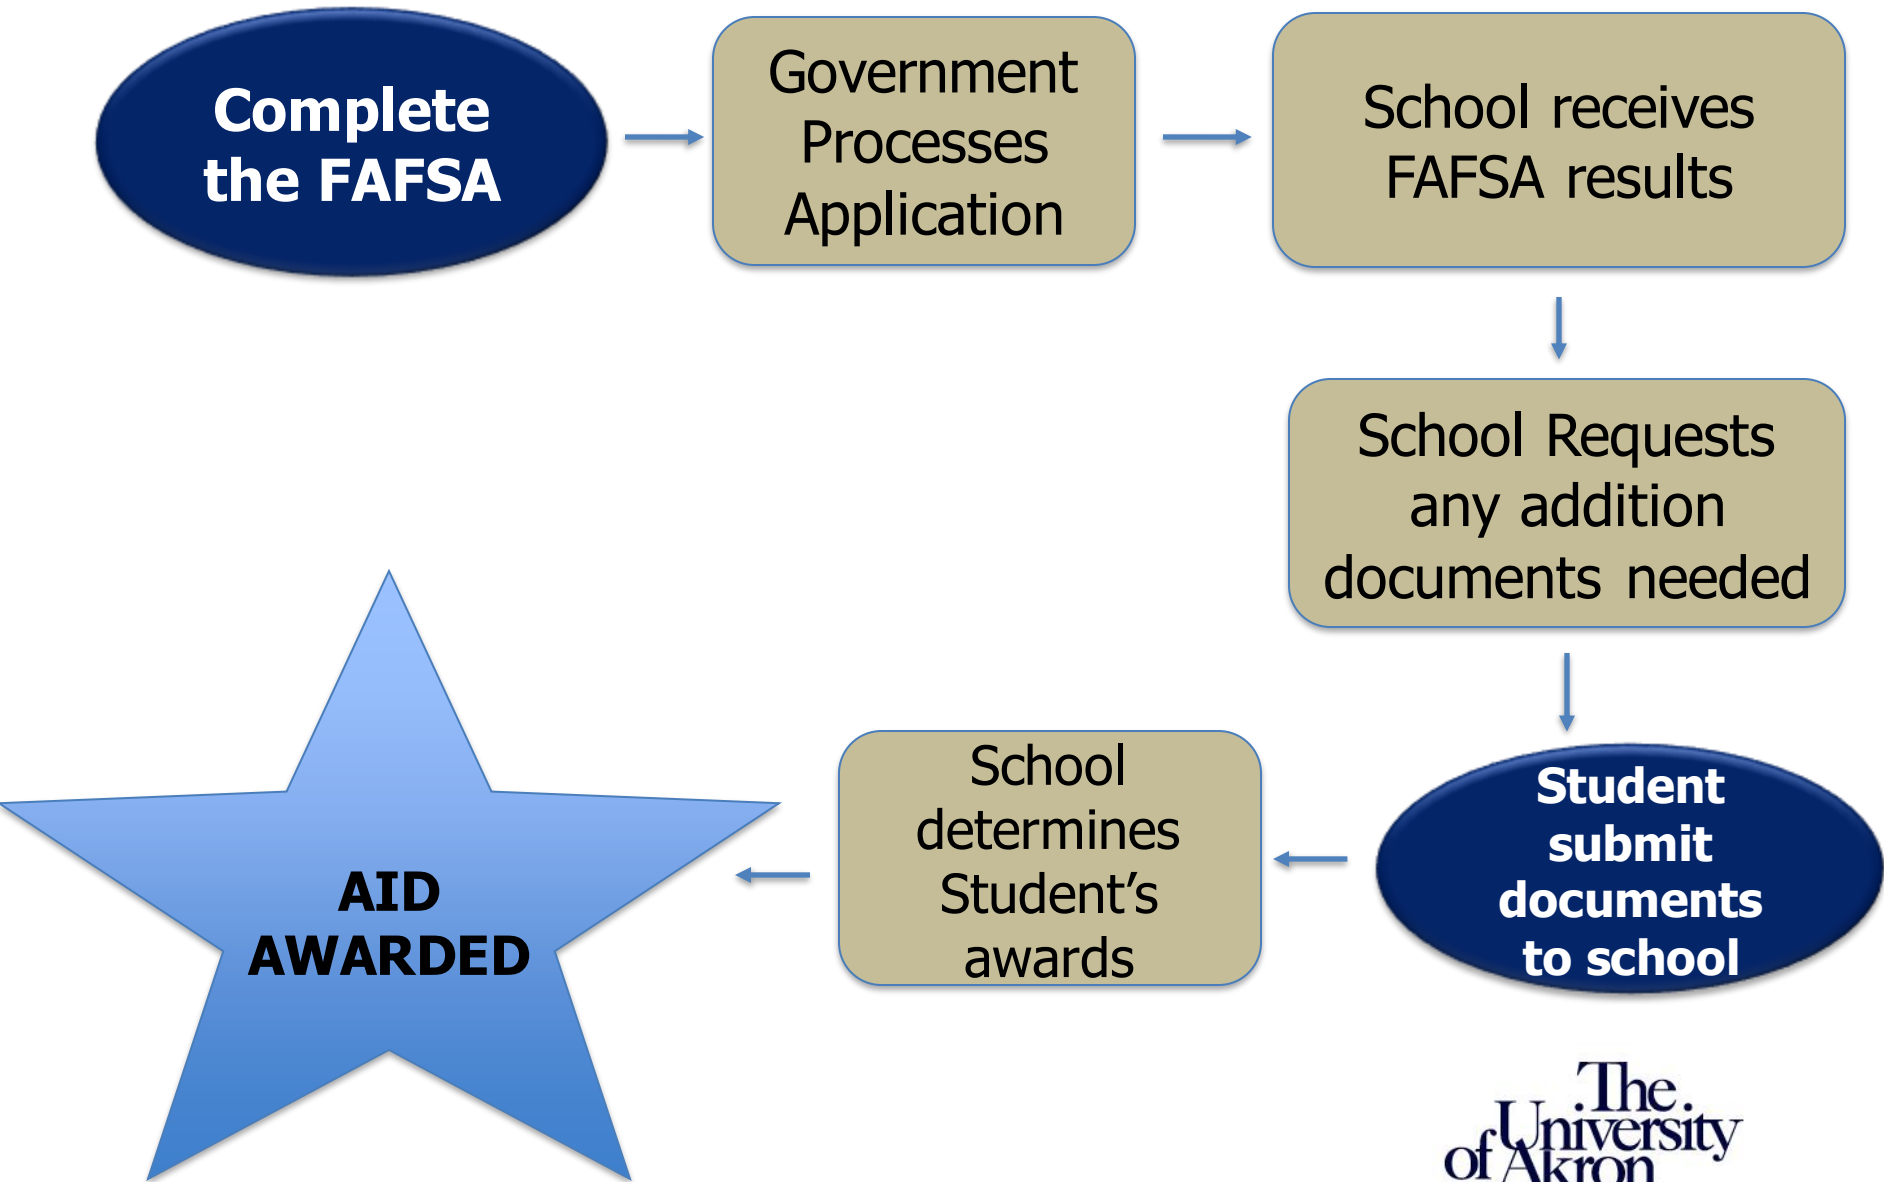 Complete
the FAFSA
Government
Processes
Application
School receives
FAFSA results
School Requests
any addition
documents needed
Student
submit
documents
to school
School
determines
Student's
awards
AID
AWARDED
The
University
of Akron